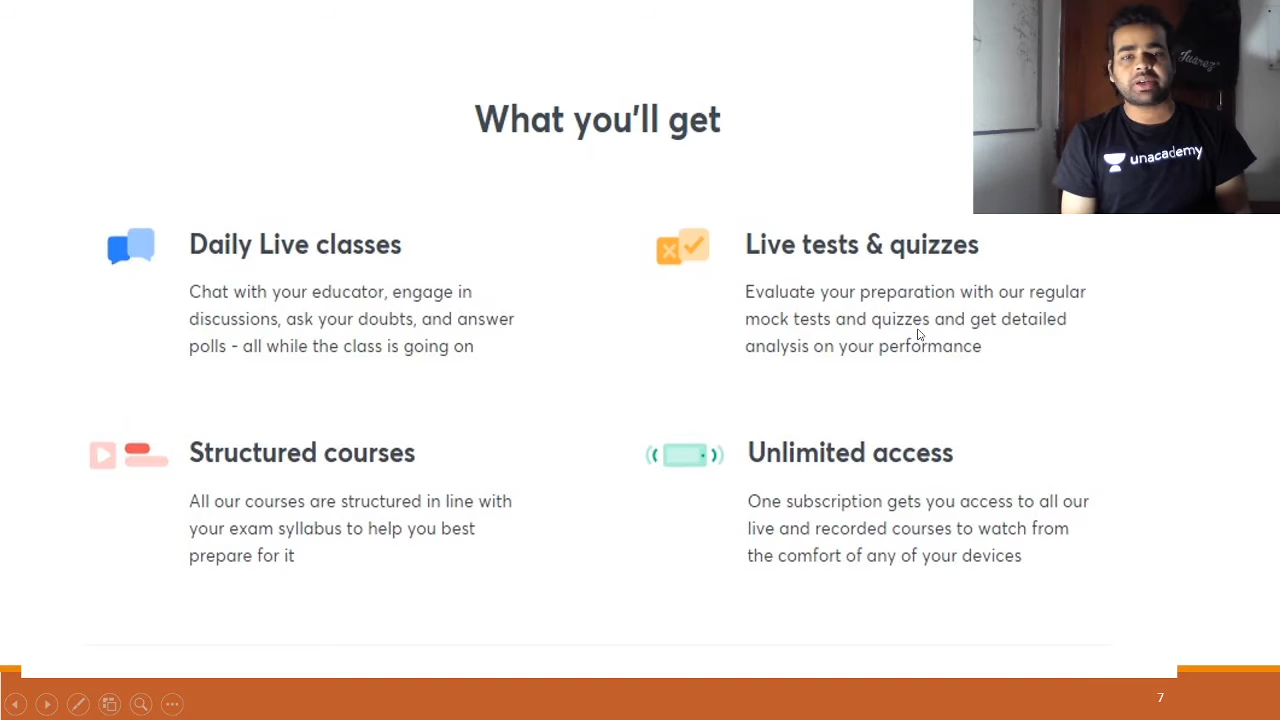 What you'll get
Juarez
unacademy
Daily Live classes
Chat with your educator, engage in
discussions, ask your doubts, and answer
polls - all while the class is going on
Live tests & quizzes
Evaluate your preparation with our regular
mock tests and quizzes and get detailed
analysis on your performance
Structured courses
All our courses are structured in line with
your exam syllabus to help you best
prepare for it
Unlimited access
One subscription gets you access to all our
live and recorded courses to watch from
the comfort of any of your devices
7